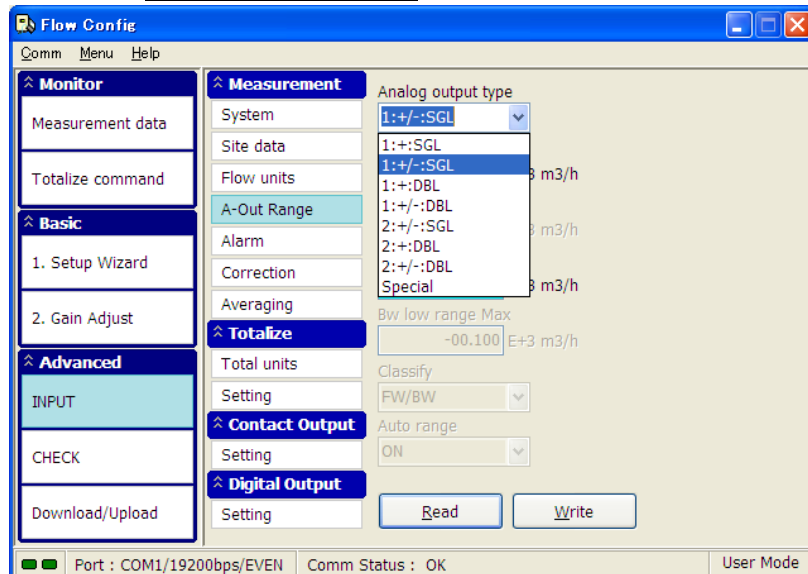 Flow Config
Comm Menu Help
Monitor
Measurement data
Totalize command
Basic
1. Setup Wizard
2. Gain Adjust
Advanced
INPUT
CHECK
Download/Upload
Measurement
System
Site data
Flow units
A-Out Range
Alarm
Correction
Averaging
Totalize
Total units
Setting
Contact Output
Setting
Digital Output
Setting
Analog output type
1:+/-:SGL
1:+:SGL
1:+/-:SGL
1:+:DBL
1:+/-:DBL
2:+/-:SGL
2:+:DBL
2:+/-:DBL
Special
m3/h
m3/h
m3/h
Bw low range Max
-00.100 E+3 m3/h
Classify
FW/BW
Auto range
ON
Read Write
Port : COM1/19200bps/EVEN Comm Status : OK User Mode